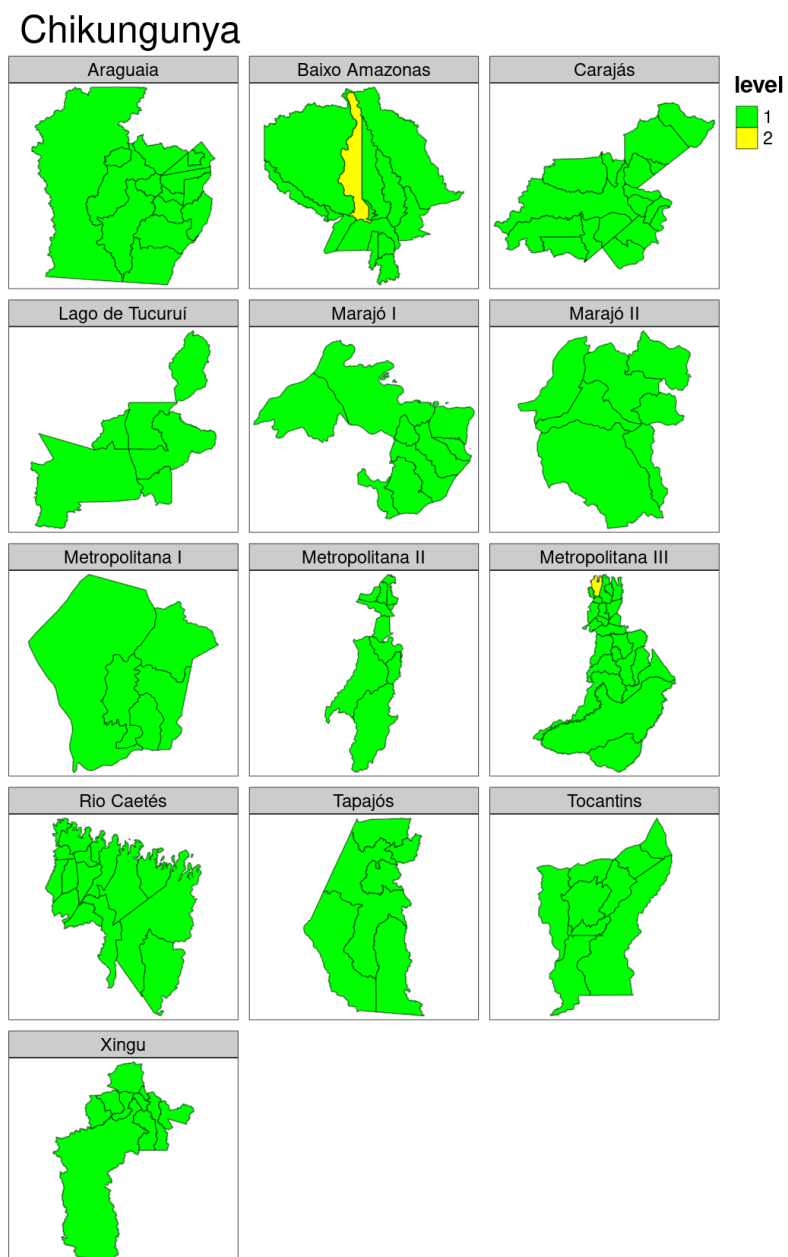 Chikungunya
Araguaia
Baixo Amazonas
Carajás
level
1
2
Lago de Tucuruí
Marajó I
Marajó II
Metropolitana I
Metropolitana II
Metropolitana III
Rio Caetés
Tapajós
Tocantins
Xingu